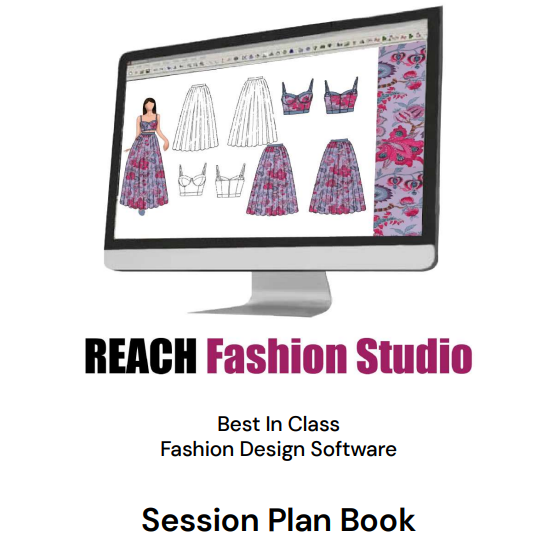 REACH Fashion Studio
Best In Class
Fashion Design Software
Session Plan Book